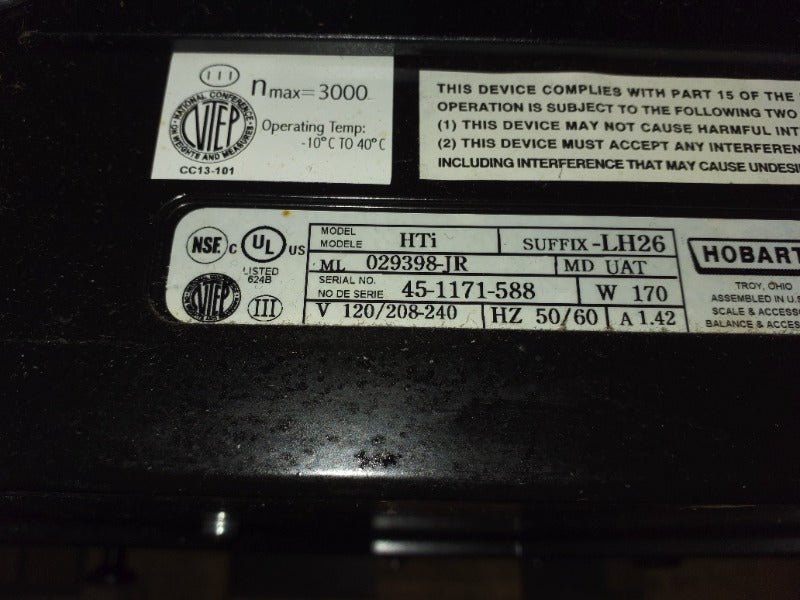 III
n max=3000
NATIONAL CONFERENCE
ON WEIGHTS AND MEASURES
NTEP
Operating Temp:
-10°C TO 40°C
CC13-101
THIS DEVICE COMPLIES WITH PART 15 OF THE
OPERATION IS SUBJECT TO THE FOLLOWING TWO
(1) THIS DEVICE MAY NOT CAUSE HARMFUL INT
(2) THIS DEVICE MUST ACCEPT ANY INTERFEREN
INCLUDING INTERFERENCE THAT MAY CAUSE UNDESI
NSF C UL US
LISTED
624B
NTEP III
MODEL
MODELE HTi SUFFIX-LH26
ML 029398-JR MD UAT
SERIAL NO.
NO DE SERIE 45-1171-588 W 170
V 120/208-240 HZ 50/60 A 1.42
HOBART
TROY, OHIO
ASSEMBLED IN U.S
SCALE & ACCESSO
BALANCE & ACCES